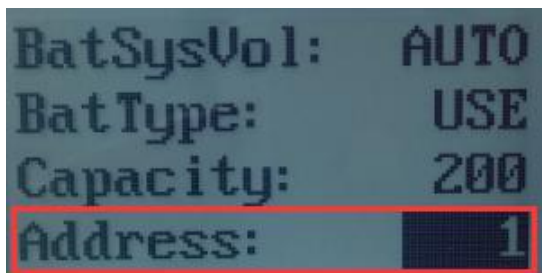 BatSysVol: AUTO
BatType: USE
Capacity: 200
Address: 1